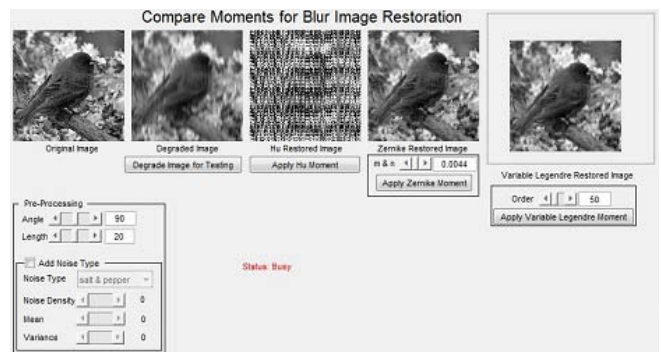 Compare Moments for Blur Image Restoration
Original Image
Degraded Image
Hu Restored Image
Zernike Restored Image
Degrade Image for Testing
Apply Hu Moment
m & n 0.0044
Apply Zernike Moment
Variable Legendre Restored Image
Order 50
Apply Variable Legendre Moment
Pre-Processing
Angle 90
Length 20
Add Noise Type
Noise Type salt & pepper
Noise Density 0
Mean 0
Variance 0
Status: Busy